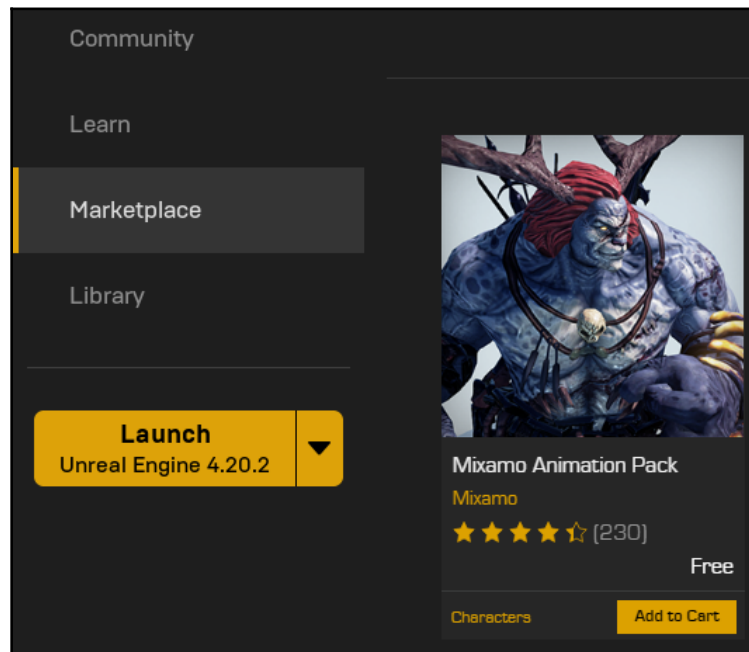 Community
Learn
Marketplace
Library
Launch
Unreal Engine 4.20.2
Mixamo Animation Pack
Mixamo
(230)
Free
Characters
Add to Cart